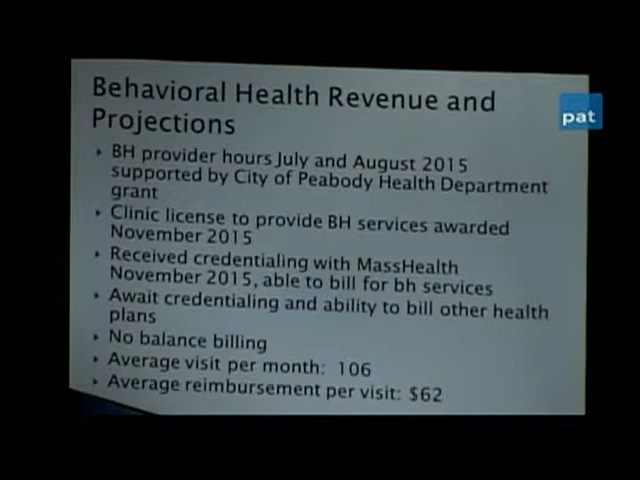 Behavioral Health Revenue and
Projections
pat
BH provider hours July and August 2015
supported by City of Peabody Health Department
grant
Clinic license to provide BH services awarded
November 2015
Received credentialing with MassHealth
November 2015, able to bill for bh services
Await credentialing and ability to bill other health
plans
No balance billing
Average visit per month: 106
Average reimbursement per visit: $62